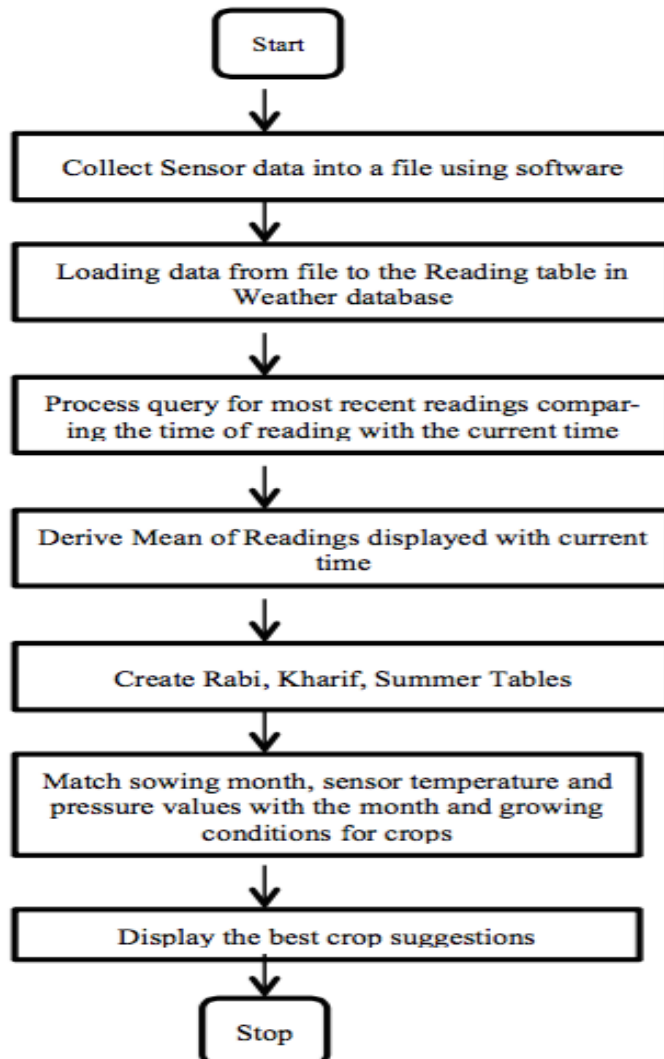 Start
Collect Sensor data into a file using software
Loading data from file to the Reading table in
Weather database
Process query for most recent readings compar-
ing the time of reading with the current time
Derive Mean of Readings displayed with current
time
Create Rabi, Kharif, Summer Tables
Match sowing month, sensor temperature and
pressure values with the month and growing
conditions for crops
Display the best crop suggestions
Stop